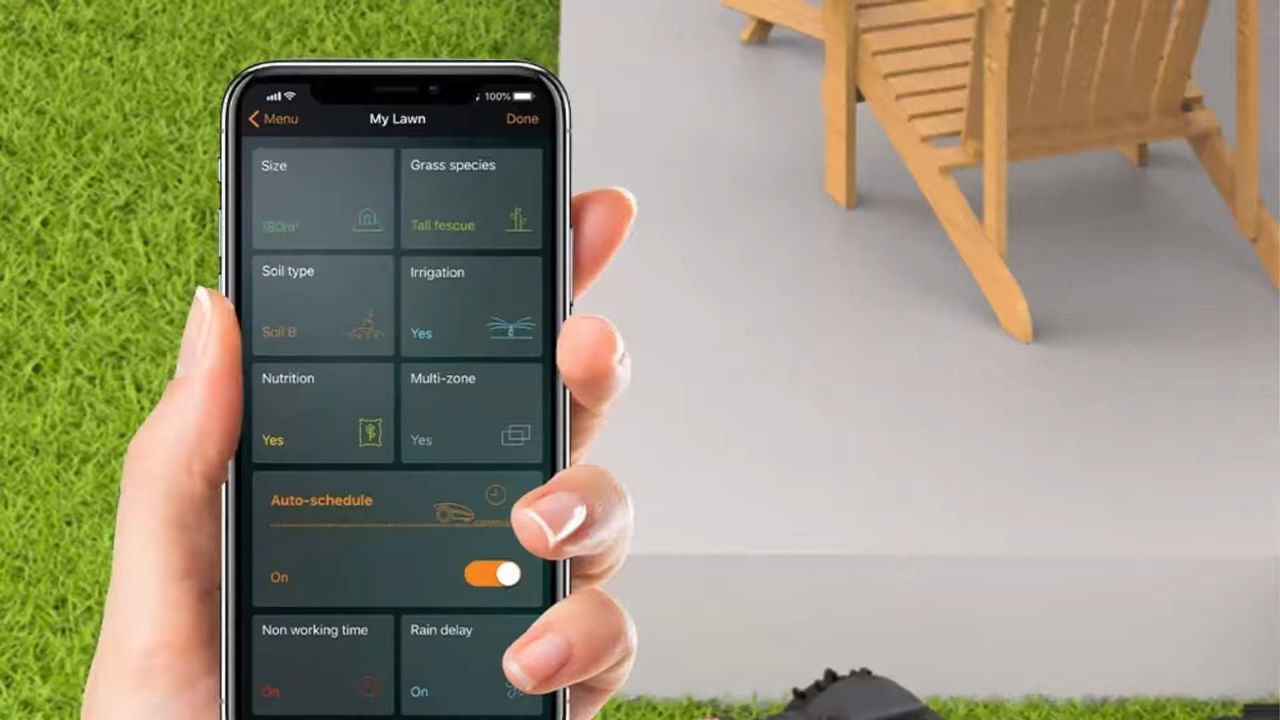 100%
Menu
My Lawn
Done
Size
Grass species
180m²
Tall fescue
Soil type
Irrigation
Soil B
Yes
Nutrition
Multi-zone
Yes
Yes
Auto-schedule
On
Non working time
Rain delay
On
On